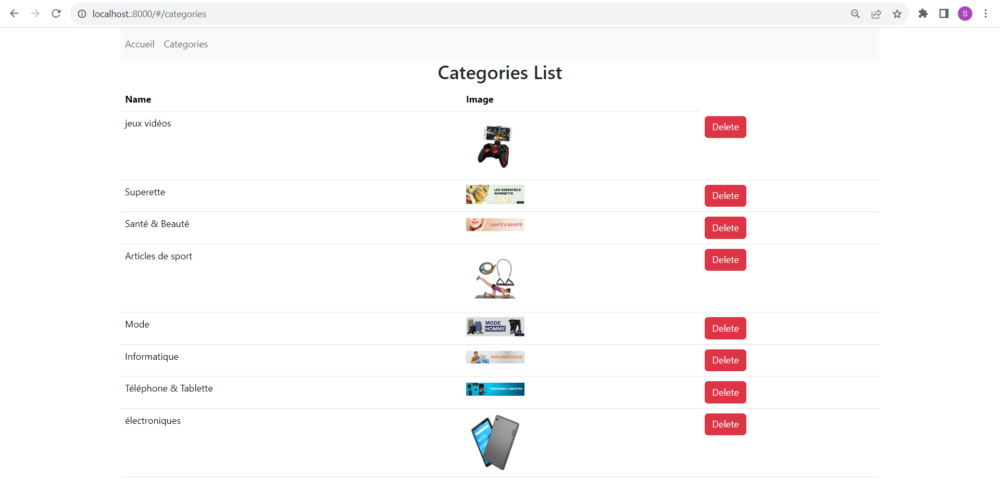 localhost.:8000/#/categories
S
Accueil Categories
Categories List
Name Image
jeux vidéos Delete
Superette LES ESSENTIELS Delete
SUPERETTE
Santé & Beauté SANTÉ & BEAUTÉ Delete
Articles de sport Delete
Mode MODE Delete
HOMME
Informatique INFORMATIQUE Delete
Téléphone & Tablette TÉLÉPHONIE & TABLETTES Delete
électroniques Delete